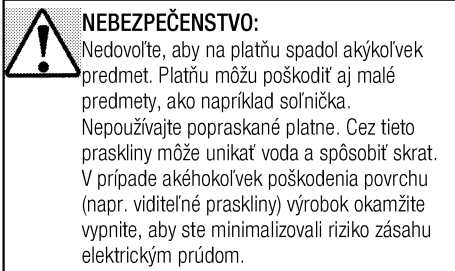 NEBEZPEČENSTVO:
Nedovoľte, aby na platňu spadol akýkoľvek
predmet. Platňu môžu poškodiť aj malé
predmety, ako napríklad soľnička.
Nepoužívajte popraskané platne. Cez tieto
praskliny môže unikať voda a spôsobiť skrat.
V prípade akéhokoľvek poškodenia povrchu
(napr. viditeľné praskliny) výrobok okamžite
vypnite, aby ste minimalizovali riziko zásahu
elektrickým prúdom.